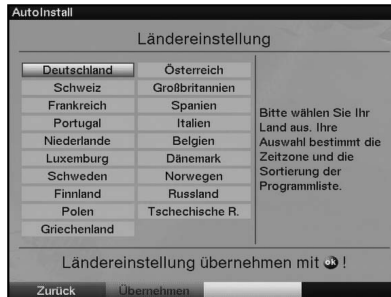 AutoInstall
Ländereinstellung
Deutschland Österreich
Schweiz Großbritannien
Frankreich Spanien
Portugal Italien
Niederlande Belgien
Luxemburg Dänemark
Schweden Norwegen
Finnland Russland
Polen Tschechische R.
Griechenland
Bitte wählen Sie Ihr
Land aus. Ihre
Auswahl bestimmt die
Zeitzone und die
Sortierung der
Programmliste.
Ländereinstellung übernehmen mit ok !
Zurück Übernehmen